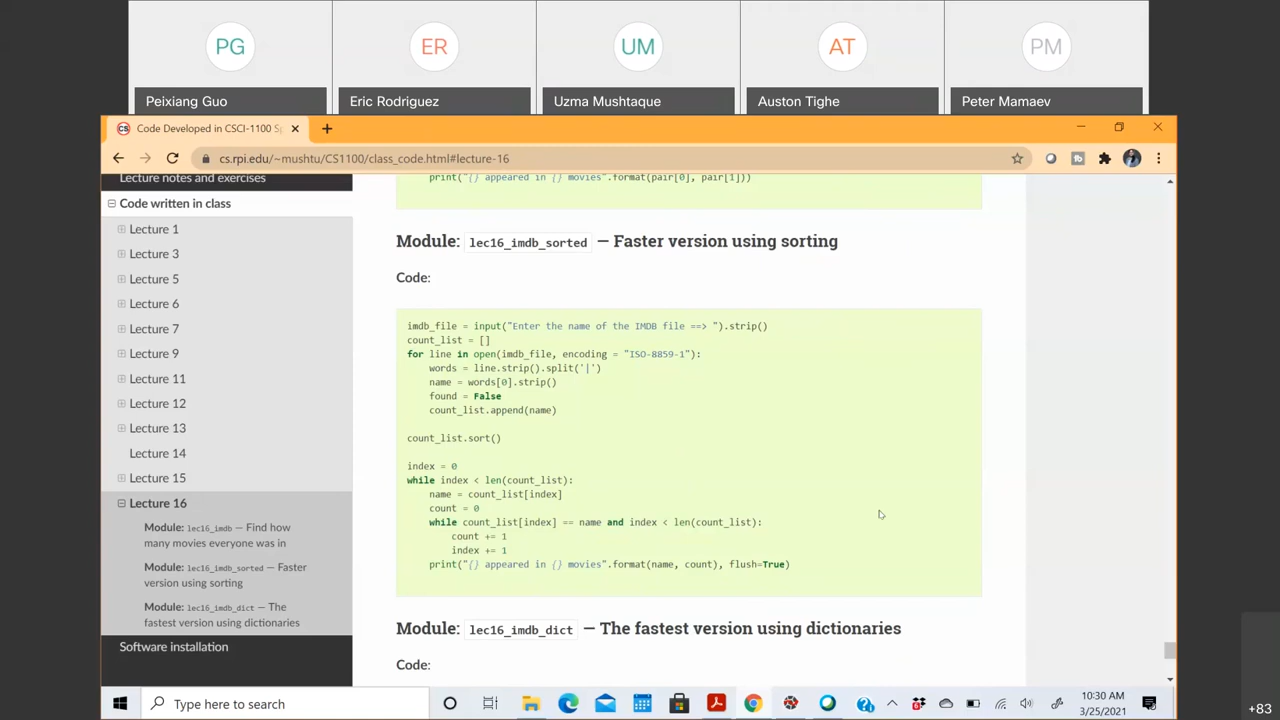 PG
ER
UM
AT
PM
Peixiang Guo
Eric Rodriguez
Uzma Mushtaque
Auston Tighe
Peter Mamaev
CS Code Developed in CSCI-1100 Sp
cs.rpi.edu/~mushtu/CS1100/class_code.html#lecture-16
Lecture notes and exercises
Code written in class
Lecture 1
Lecture 3
Lecture 5
Lecture 6
Lecture 7
Lecture 9
Lecture 11
Lecture 12
Lecture 13
Lecture 14
Lecture 15
Lecture 16
Module: lec16_imdb — Find how
many movies everyone was in
Module: lec16_imdb_sorted — Faster
version using sorting
Module: lec16_imdb_dict — The
fastest version using dictionaries
Software installation
print("{} appeared in {} movies".format(pair[0], pair[1]))
Module: lec16_imdb_sorted — Faster version using sorting
Code:
imdb_file = input("Enter the name of the IMDB file ==> ").strip()
count_list = []
for line in open(imdb_file, encoding = "ISO-8859-1"):
words = line.strip().split('|')
name = words[0].strip()
found = False
count_list.append(name)
count_list.sort()
index = 0
while index < len(count_list):
name = count_list[index]
count = 0
while count_list[index] == name and index < len(count_list):
count += 1
index += 1
print("{} appeared in {} movies".format(name, count), flush=True)
Module: lec16_imdb_dict — The fastest version using dictionaries
Code:
Type here to search
10:30 AM
3/25/2021
+83